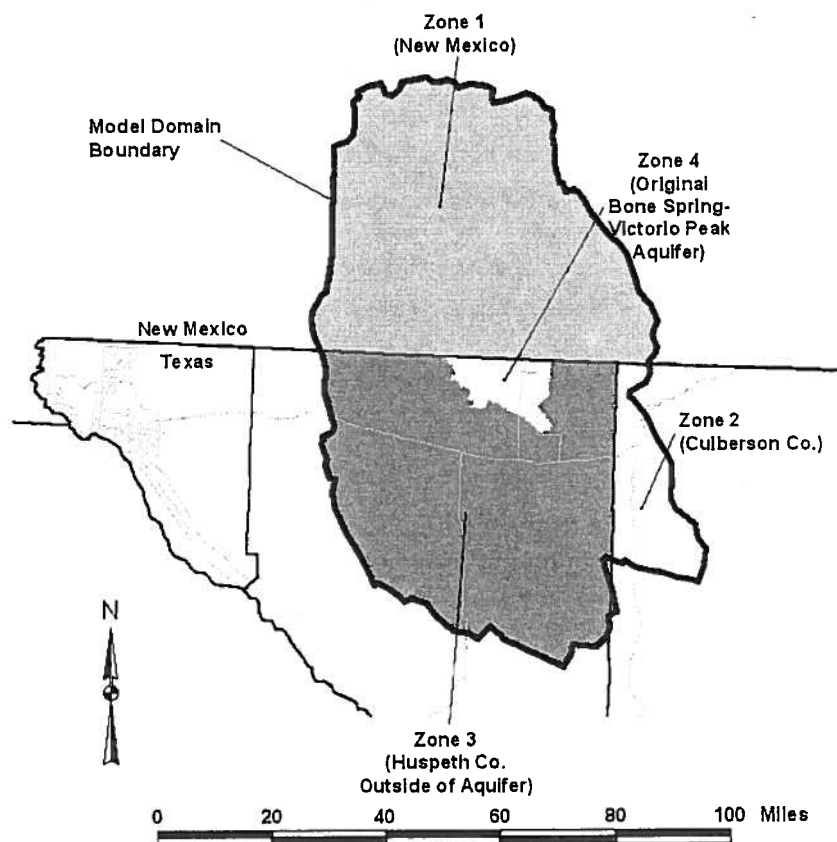 Zone 1
(New Mexico)
Model Domain
Boundary
Zone 4
(Original
Bone Spring-
Victorio Peak
Aquifer)
New Mexico
Texas
Zone 2
(Culberson Co.)
N
Zone 3
(Huspeth Co.
Outside of Aquifer)
0 20 40 60 80 100 Miles